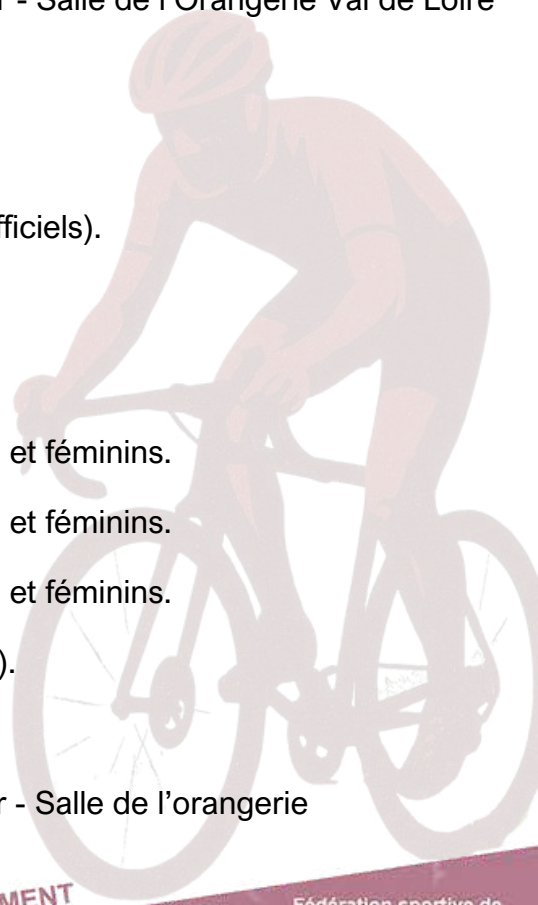 - Salle de l'Orangerie Val de Loire
fficiels).
et féminins.
et féminins.
et féminins.
).
r - Salle de l’orangerie
MENT
Fédération sportive de